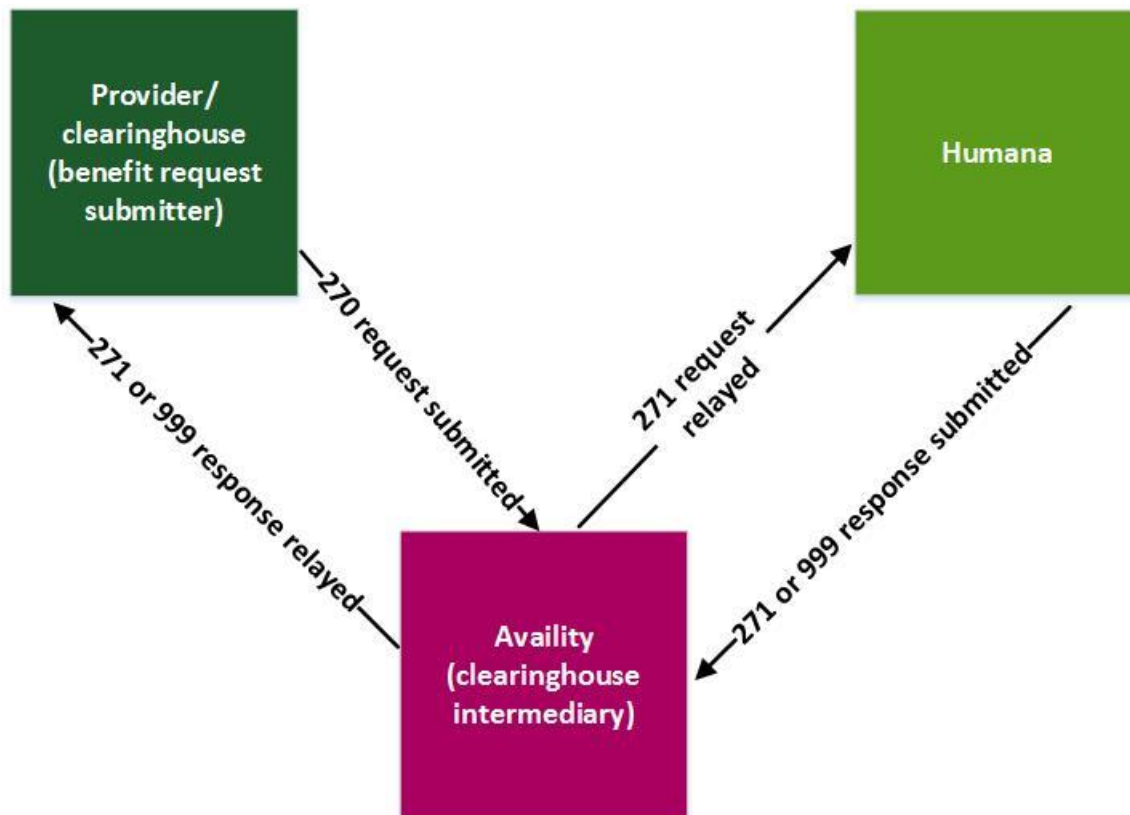 Provider/
clearinghouse
(benefit request
submitter)
Humana
270 request submitted
271 request
relayed
271 or 999 response submitted
271 or 999 response relayed
Availity
(clearinghouse
intermediary)